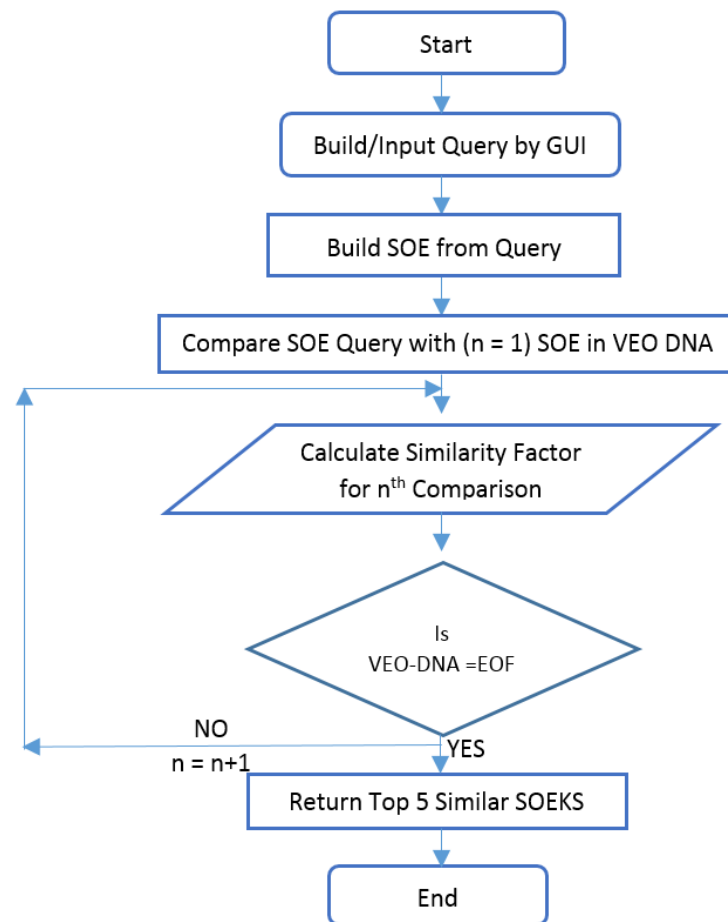 Start
Build/Input Query by GUI
Build SOE from Query
Compare SOE Query with (n = 1) SOE in VEO DNA
Calculate Similarity Factor
for nth Comparison
Is
VEO-DNA =EOF
NO
YES
n = n+1
Return Top 5 Similar SOEKS
End